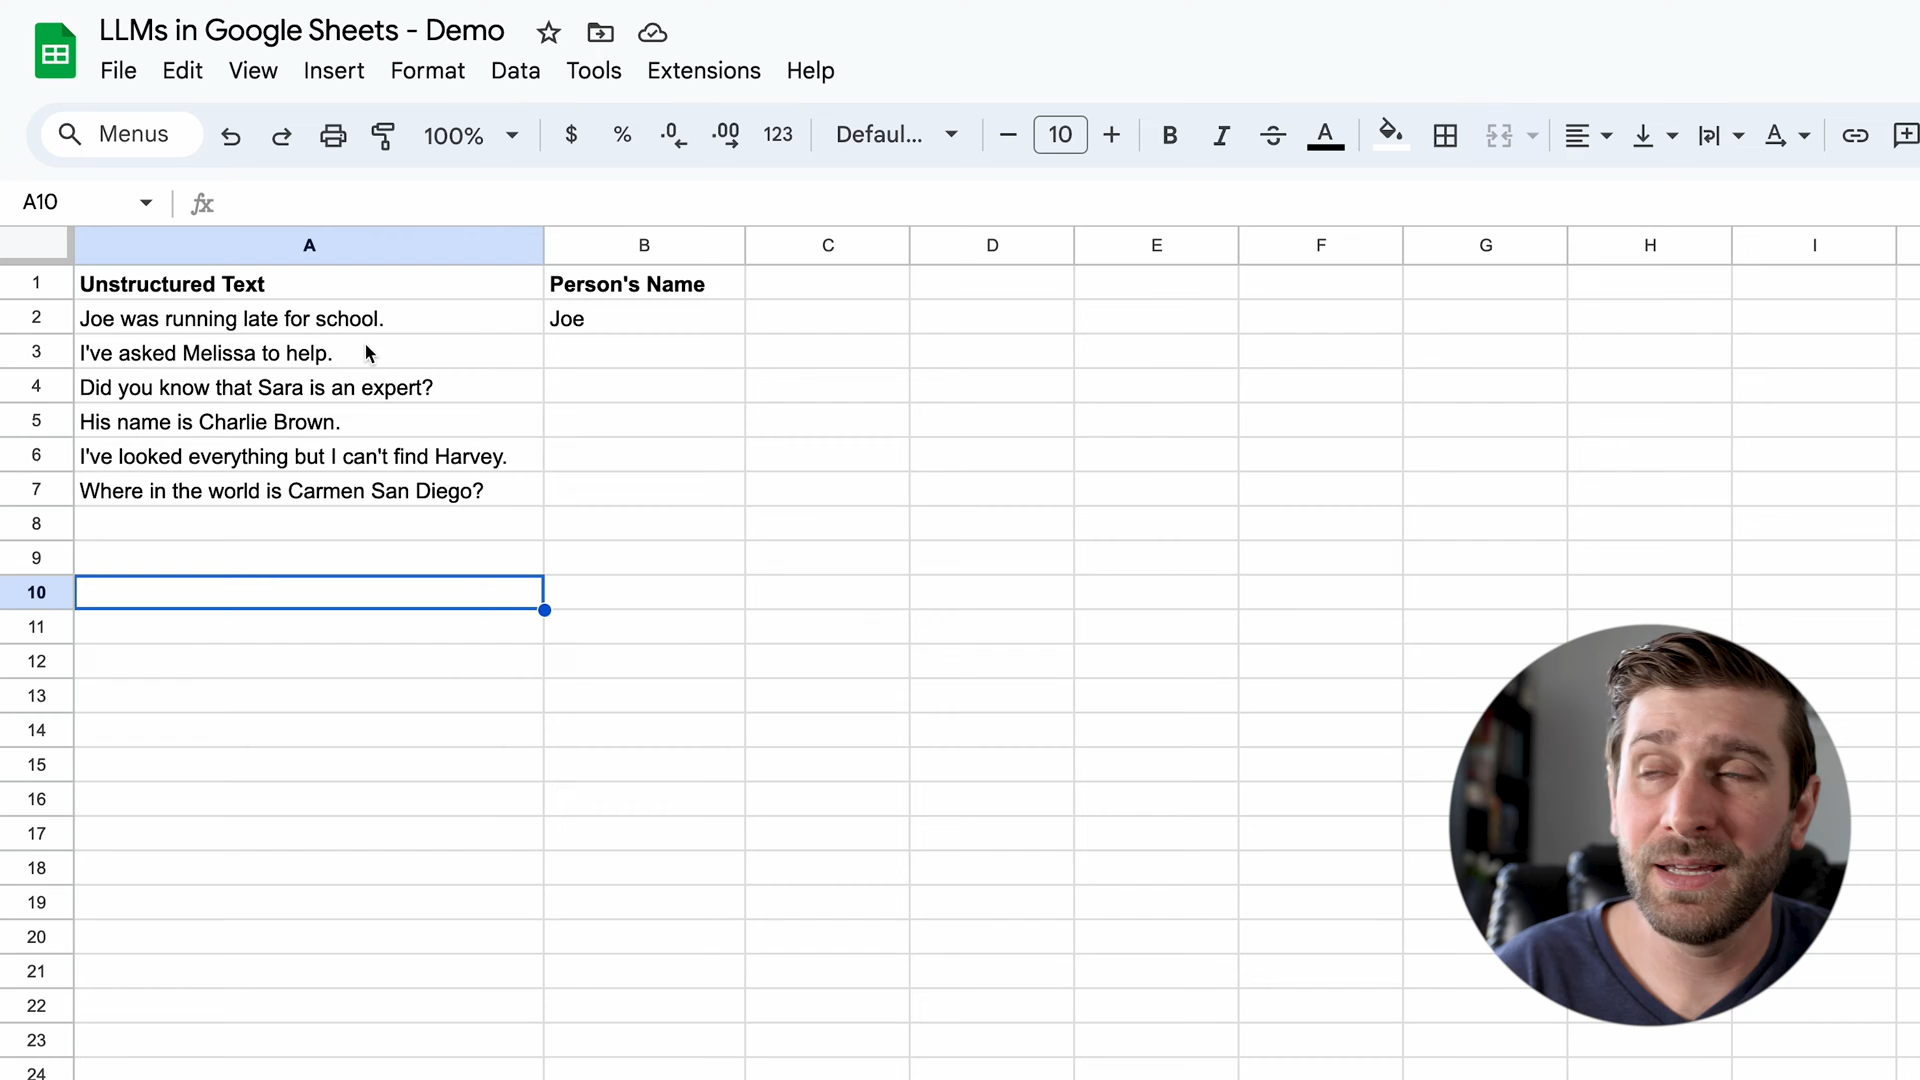 LLMs in Google Sheets - Demo
File Edit View Insert Format Data Tools Extensions Help
Menus 100% $ % .0 .00 123 Defaul... 10 B I A A
A10 fx
A B C D E F G H I
1 Unstructured Text Person's Name
2 Joe was running late for school. Joe
3 I've asked Melissa to help.
4 Did you know that Sara is an expert?
5 His name is Charlie Brown.
6 I've looked everything but I can't find Harvey.
7 Where in the world is Carmen San Diego?
8
9
10
11
12
13
14
15
16
17
18
19
20
21
22
23
24